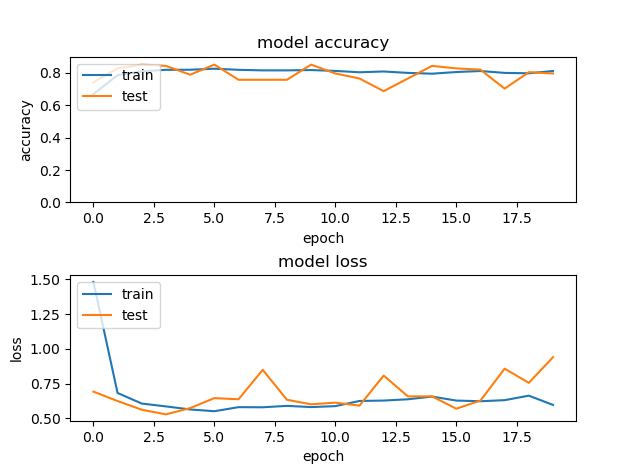 model accuracy
train
test
0.8
0.6
0.4
0.2
0.0
accuracy
0.0 2.5 5.0 7.5 10.0 12.5 15.0 17.5
epoch
model loss
train
test
1.50
1.25
1.00
0.75
0.50
loss
0.0 2.5 5.0 7.5 10.0 12.5 15.0 17.5
epoch